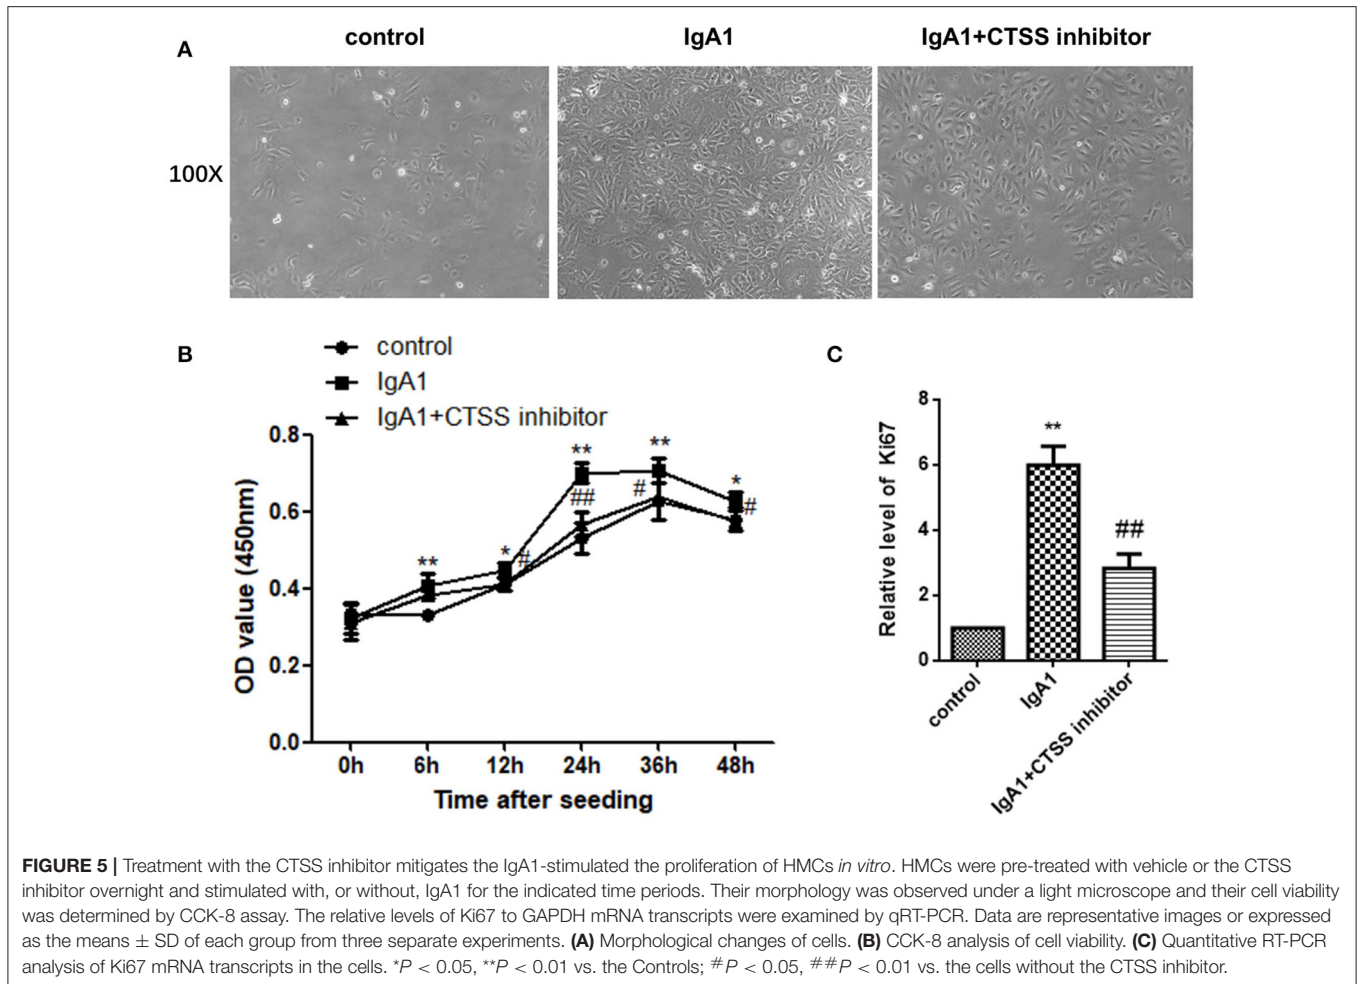 A
control
IgA1
IgA1+CTSS inhibitor
100X
B
control
IgA1
IgA1+CTSS inhibitor
OD value (450nm)
0.8
0.6
0.4
0.2
0.0
** * ** ** *
# ## # #
0h 6h 12h 24h 36h 48h
Time after seeding
C
Relative level of Ki67
8
6
4
2
0
**
##
control
IgA1
IgA1+CTSS inhibitor
FIGURE 5 | Treatment with the CTSS inhibitor mitigates the IgA1-stimulated the proliferation of HMCs in vitro. HMCs were pre-treated with vehicle or the CTSS
inhibitor overnight and stimulated with, or without, IgA1 for the indicated time periods. Their morphology was observed under a light microscope and their cell viability
was determined by CCK-8 assay. The relative levels of Ki67 to GAPDH mRNA transcripts were examined by qRT-PCR. Data are representative images or expressed
as the means ± SD of each group from three separate experiments. (A) Morphological changes of cells. (B) CCK-8 analysis of cell viability. (C) Quantitative RT-PCR
analysis of Ki67 mRNA transcripts in the cells. *P < 0.05, **P < 0.01 vs. the Controls; #P < 0.05, ##P < 0.01 vs. the cells without the CTSS inhibitor.